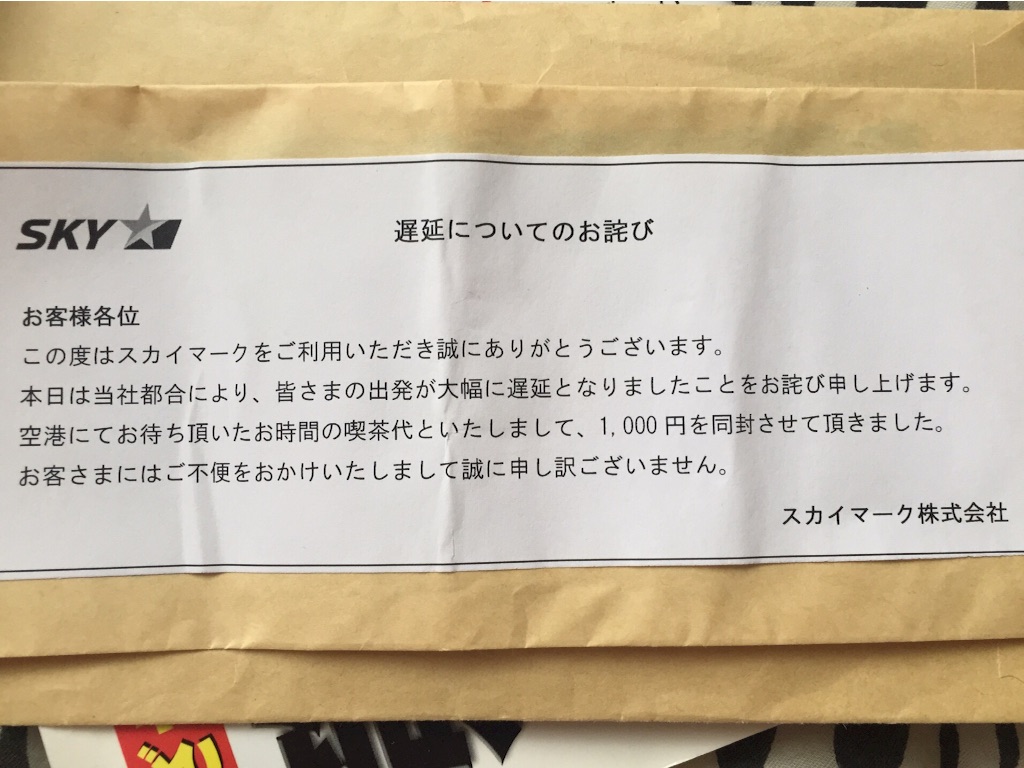 SKY
遅延についてのお詫び
お客様各位
この度はスカイマークをご利用いただき誠にありがとうございます。
本日は当社都合により、皆さまの出発が大幅に遅延となりましたことをお詫び申し上げます。
空港にてお待ち頂いたお時間の喫茶代といたしまして、1,000 円を同封させて頂きました。
お客さまにはご不便をおかけいたしまして誠に申し訳ございません。
スカイマーク株式会社